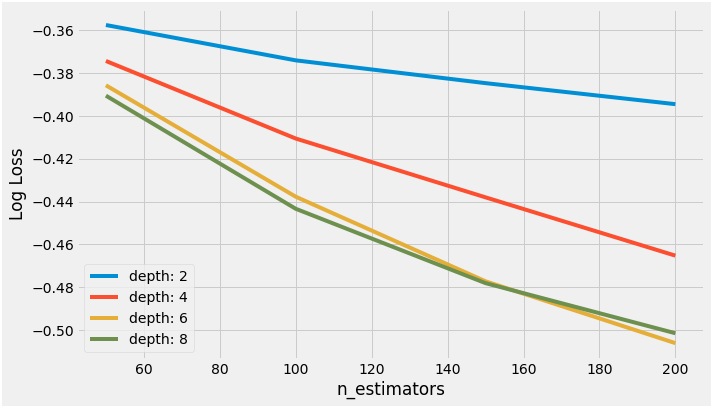 −0.36
−0.38
−0.40
−0.42
−0.44
−0.46
−0.48
−0.50
Log Loss
depth: 2
depth: 4
depth: 6
depth: 8
60 80 100 120 140 160 180 200
n_estimators